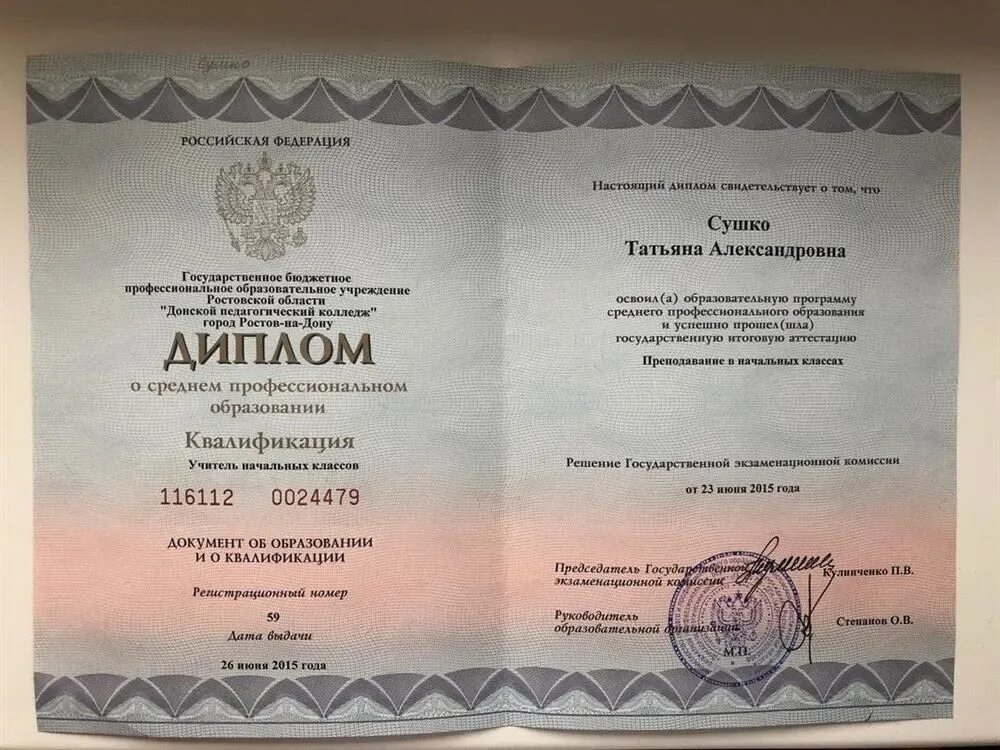 Сушко
РОССИЙСКАЯ ФЕДЕРАЦИЯ
Государственное бюджетное
профессиональное образовательное учреждение
Ростовской области
"Донской педагогический колледж"
город Ростов-на-Дону
ДИПЛОМ
о среднем профессиональном
образовании
Квалификация
Учитель начальных классов
116112 0024479
ДОКУМЕНТ ОБ ОБРАЗОВАНИИ
И О КВАЛИФИКАЦИИ
Регистрационный номер
59
Дата выдачи
26 июня 2015 года
Настоящий диплом свидетельствует о том, что
Сушко
Татьяна Александровна
освоил(а) образовательную программу
среднего профессионального образования
и успешно прошел(шла)
государственную итоговую аттестацию
Преподавание в начальных классах
Решение Государственной экзаменационной комиссии
от 23 июня 2015 года
Председатель Государственной
экзаменационной комиссии
Кулинченко П.В.
Руководитель
образовательной организации
Степанов О.В.
М.П.